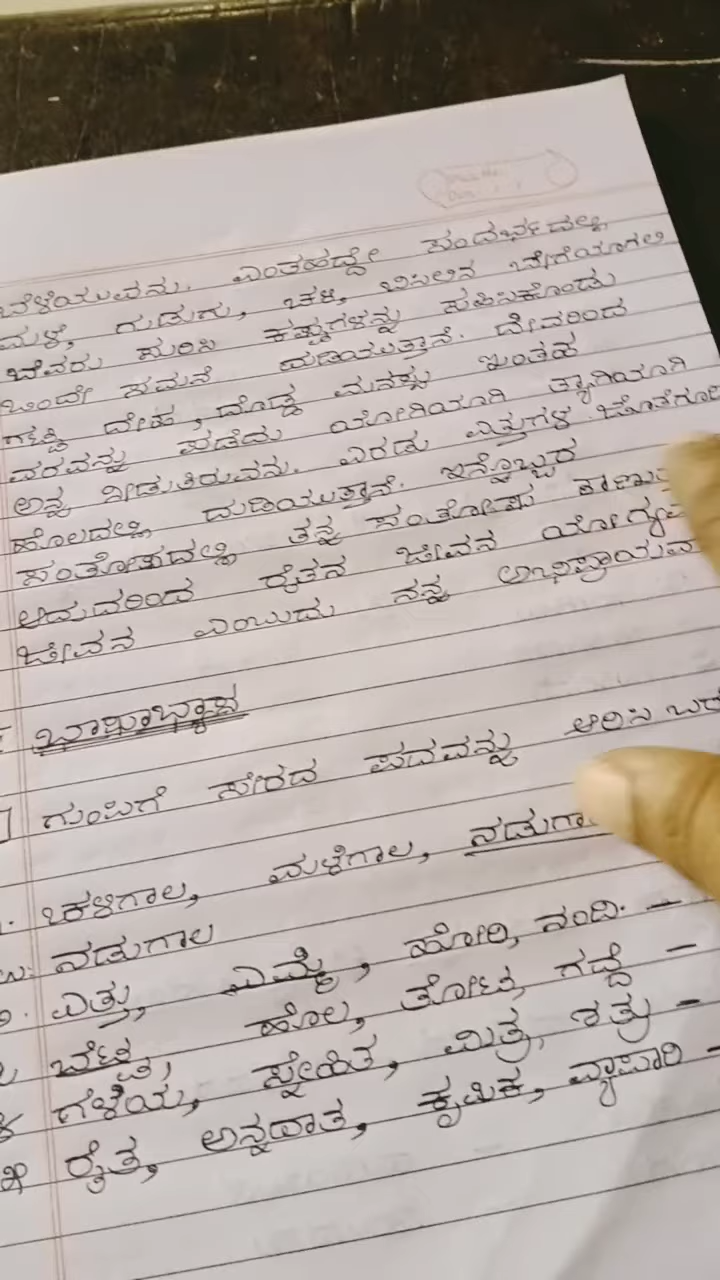 ಬೆಳೆಯುವನು. ಎಂತಹದ್ದೇ ಸಂದರ್ಭದಲ್ಲಿ
ಮಳೆ, ಗುಡುಗು, ಚಳಿ, ಬಿಸಿಲಿನ ಬೇಗೆಯಾಗಲಿ
ಬೆವರು ಸುರಿಸಿ ಕಷ್ಟಗಳನ್ನು ಸಹಿಸಿಕೊಂಡು
ಒಂದೇ ಸಮನೆ ದುಡಿಯುತ್ತಾನೆ. ದೇವರಿಂದ
ಗಟ್ಟಿ ದೇಹ, ದೊಡ್ಡ ಮನಸ್ಸು ಇಂತಹ
ವರವನ್ನು ಪಡೆದು ಯೋಗಿಯಾಗಿ ತ್ಯಾಗಿಯಾಗಿ
ಅನ್ನ ನೀಡುತಿರುವನು. ಎರಡು ಎತ್ತುಗಳ ಜೊತೆಗೂಡಿ
ಹೊಲದಲ್ಲಿ ದುಡಿಯುತ್ತಾನೆ. ಇನ್ನೊಬ್ಬರ
ಸಂತೋಷದಲ್ಲಿ ತನ್ನ ಸಂತೋಷ
ಆದುದರಿಂದ ರೈತನ ಜೀವನ
ಜೀವನ ಎಂಬುದು ನನ್ನ ಅಭಿಪ್ರಾಯವಾ
ಭಾಷಾಭ್ಯಾಸ
ಗುಂಪಿಗೆ ಸೇರದ ಪದವನ್ನು ಆರಿಸಿ ಬರೆ
ಚಳಿಗಾಲ, ಮಳೆಗಾಲ, ನಡುಗಾ
ನಡುಗಾಲ
ಎತ್ತು, ಎಮ್ಮೆ, ಹೋರಿ, ನಂದಿ. –
ಬೆಟ್ಟ, ಹೊಲ, ತೋಟ, ಗದ್ದೆ –
ಗೆಳೆಯ, ಸ್ನೇಹಿತ, ಮಿತ್ರ, ಶತ್ರು –
ರೈತ, ಅನ್ನದಾತ, ಕೃಷಿಕ, ವ್ಯಾಪಾರಿ –